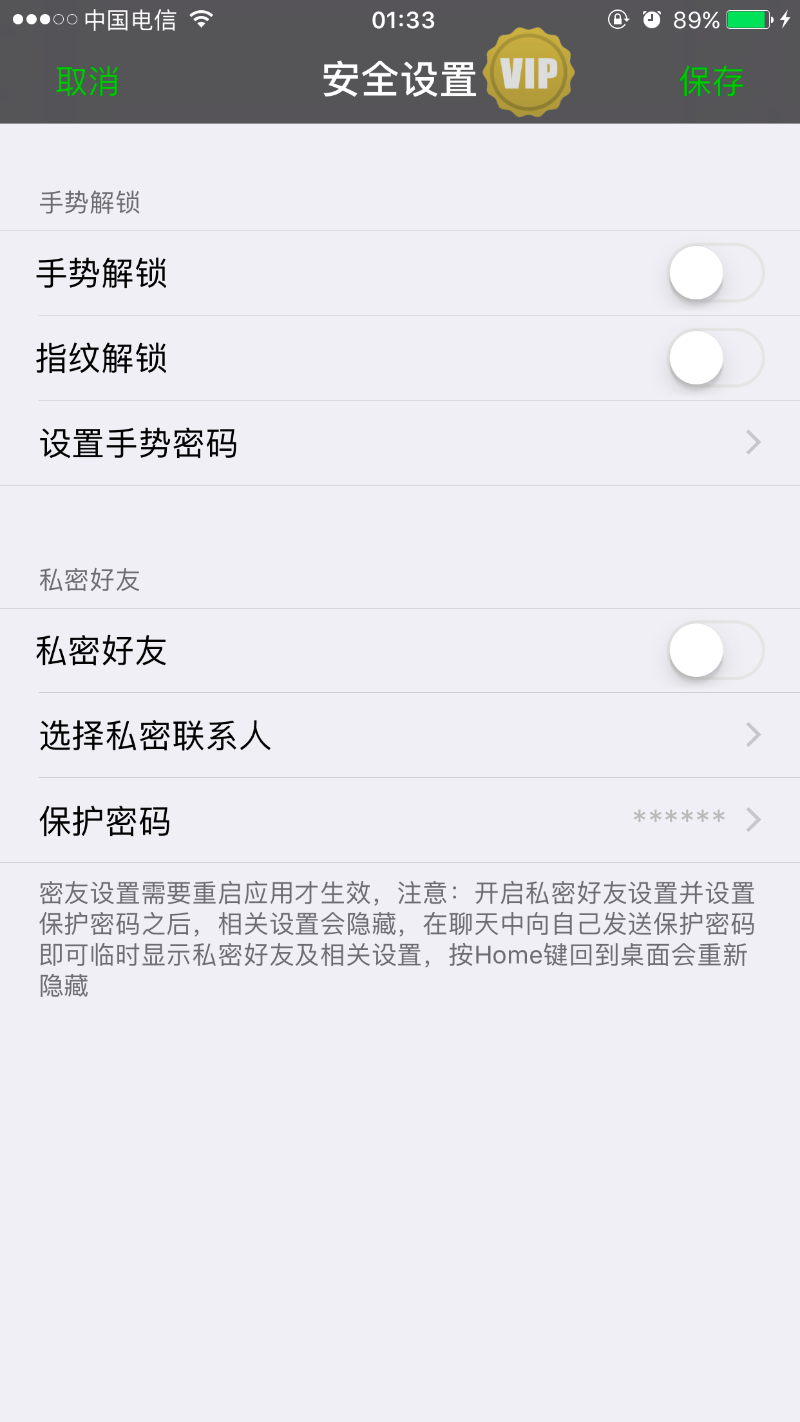 中国电信 01:33 89%
取消 安全设置 VIP 保存
手势解锁
手势解锁
指纹解锁
设置手势密码
私密好友
私密好友
选择私密联系人
保护密码 ******
密友设置需要重启应用才生效，注意：开启私密好友设置并设置
保护密码之后，相关设置会隐藏，在聊天中向自己发送保护密码
即可临时显示私密好友及相关设置，按Home键回到桌面会重新
隐藏